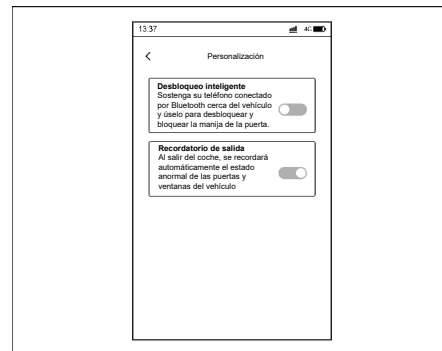 13:37 4G
Personalización
Desbloqueo inteligente
Sostenga su teléfono conectado
por Bluetooth cerca del vehículo
y úselo para desbloquear y
bloquear la manija de la puerta.
Recordatorio de salida
Al salir del coche, se recordará
automáticamente el estado
anormal de las puertas y
ventanas del vehículo